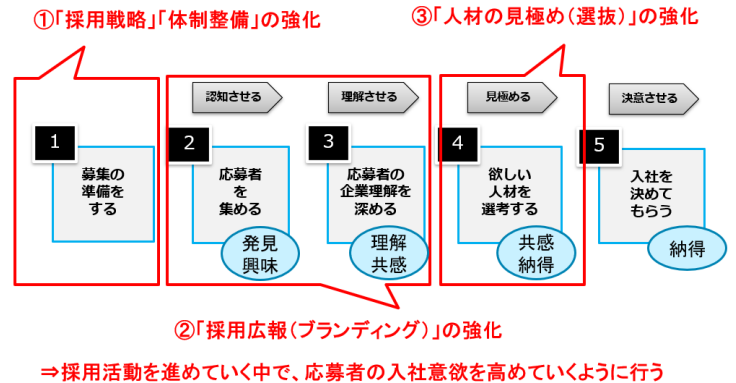 ①「採用戦略」「体制整備」の強化
③「人材の見極め（選抜）」の強化
認知させる
理解させる
見極める
決意させる
1
募集の
準備を
する
2
応募者
を
集める
発見
興味
3
応募者の
企業理解を
深める
理解
共感
4
欲しい
人材を
選考する
共感
納得
5
入社を
決めて
もらう
納得
②「採用広報（ブランディング）」の強化
⇒採用活動を進めていく中で、応募者の入社意欲を高めていくように行う